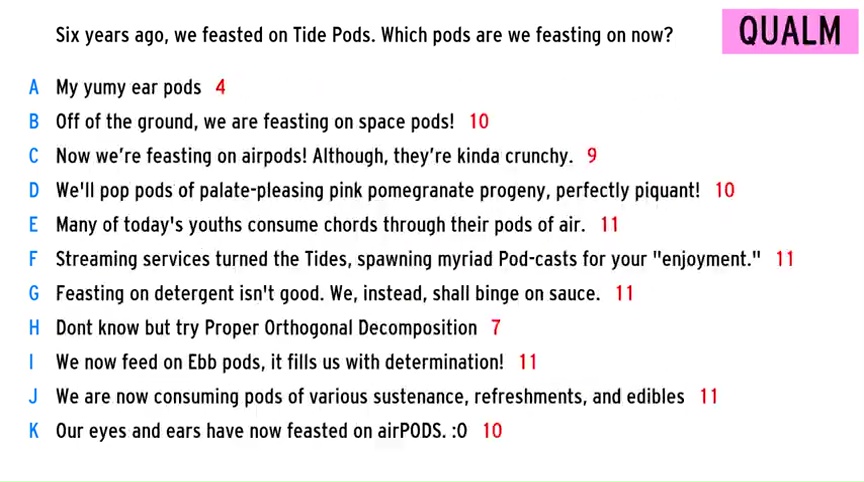 Six years ago, we feasted on Tide Pods. Which pods are we feasting on now?
QUALM
A My yumy ear pods 4
B Off of the ground, we are feasting on space pods! 10
C Now we're feasting on airpods! Although, they're kinda crunchy. 9
D We'll pop pods of palate-pleasing pink pomegranate progeny, perfectly piquant! 10
E Many of today's youths consume chords through their pods of air. 11
F Streaming services turned the Tides, spawning myriad Pod-casts for your "enjoyment." 11
G Feasting on detergent isn't good. We, instead, shall binge on sauce. 11
H Dont know but try Proper Orthogonal Decomposition 7
I We now feed on Ebb pods, it fills us with determination! 11
J We are now consuming pods of various sustenance, refreshments, and edibles 11
K Our eyes and ears have now feasted on airPODS. :O 10